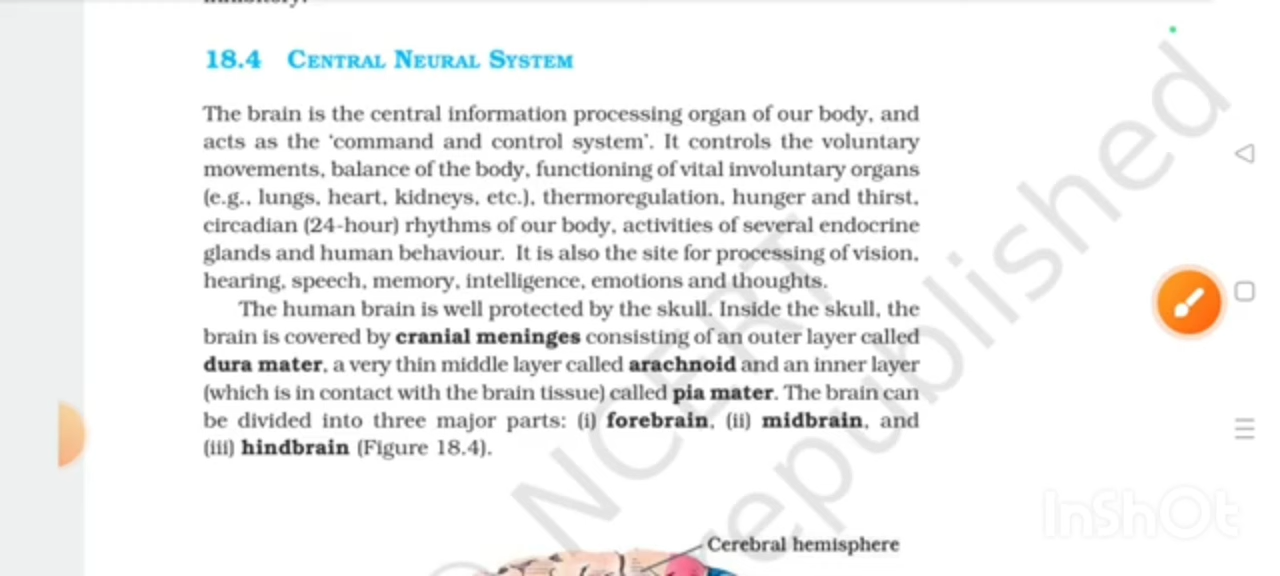 18.4 CENTRAL NEURAL SYSTEM
The brain is the central information processing organ of our body, and
acts as the ‘command and control system’. It controls the voluntary
movements, balance of the body, functioning of vital involuntary organs
(e.g., lungs, heart, kidneys, etc.), thermoregulation, hunger and thirst,
circadian (24-hour) rhythms of our body, activities of several endocrine
glands and human behaviour. It is also the site for processing of vision,
hearing, speech, memory, intelligence, emotions and thoughts.
The human brain is well protected by the skull. Inside the skull, the
brain is covered by cranial meninges consisting of an outer layer called
dura mater, a very thin middle layer called arachnoid and an inner layer
(which is in contact with the brain tissue) called pia mater. The brain can
be divided into three major parts: (i) forebrain, (ii) midbrain, and
(iii) hindbrain (Figure 18.4).
Cerebral hemisphere
NCERT
republished
InShOt